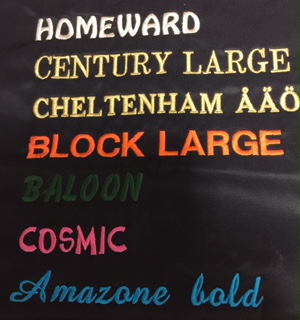 HOMEWARD
CENTURY LARGE
CHELTENHAM ÅÄÖ
BLOCK LARGE
BALOON
COSMIC
Amazone bold